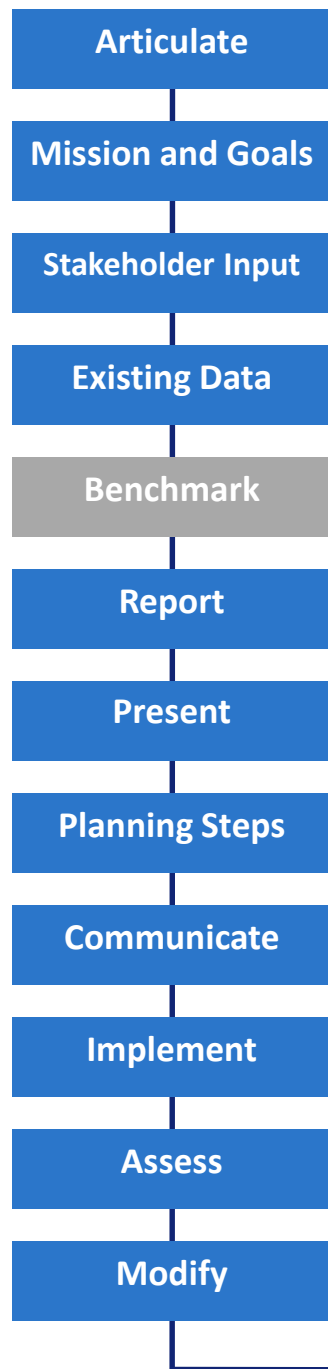 Articulate
Mission and Goals
Stakeholder Input
Existing Data
Benchmark
Report
Present
Planning Steps
Communicate
Implement
Assess
Modify